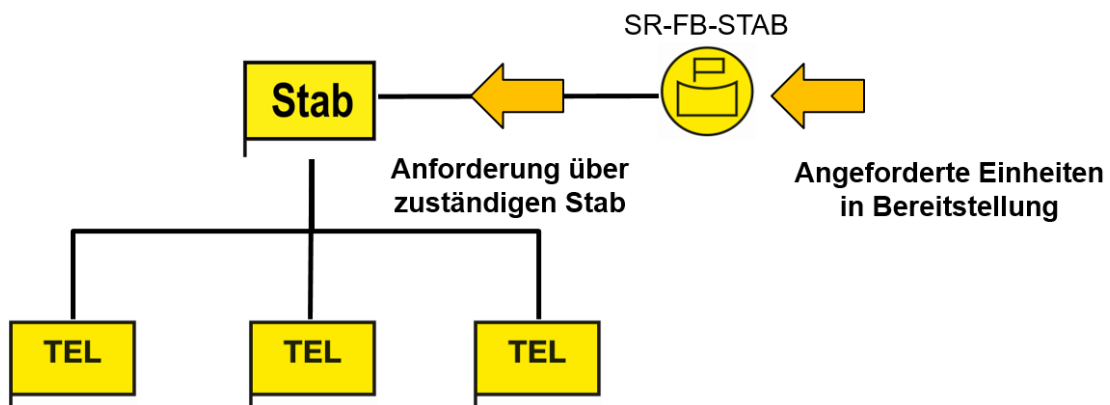 SR-FB-STAB
Stab
Anforderung über
zuständigen Stab
Angeforderte Einheiten
in Bereitstellung
TEL
TEL
TEL